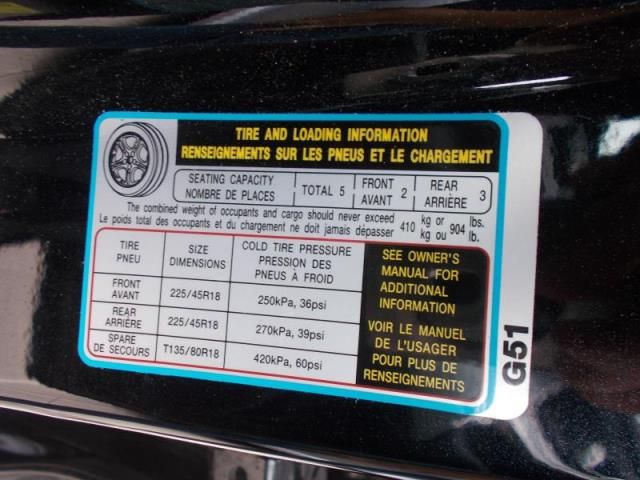 TIRE AND LOADING INFORMATION
RENSEIGNEMENTS SUR LES PNEUS ET LE CHARGEMENT
SEATING CAPACITY
NOMBRE DE PLACES
TOTAL 5
FRONT
AVANT
2
REAR
ARRIÈRE
3
The combined weight of occupants and cargo should never exceed
Le poids total des occupants et du chargement ne doit jamais dépasser
410
kg or
kg ou
904
lbs.
lb.
TIRE
PNEU
SIZE
DIMENSIONS
COLD TIRE PRESSURE
PRESSION DES
PNEUS À FROID
FRONT
AVANT
225/45R18
250kPa, 36psi
REAR
ARRIÈRE
225/45R18
270kPa, 39psi
SPARE
DE SECOURS
T135/80R18
420kPa, 60psi
SEE OWNER'S
MANUAL FOR
ADDITIONAL
INFORMATION
VOIR LE MANUEL
DE L'USAGER
POUR PLUS DE
RENSEIGNEMENTS
G51